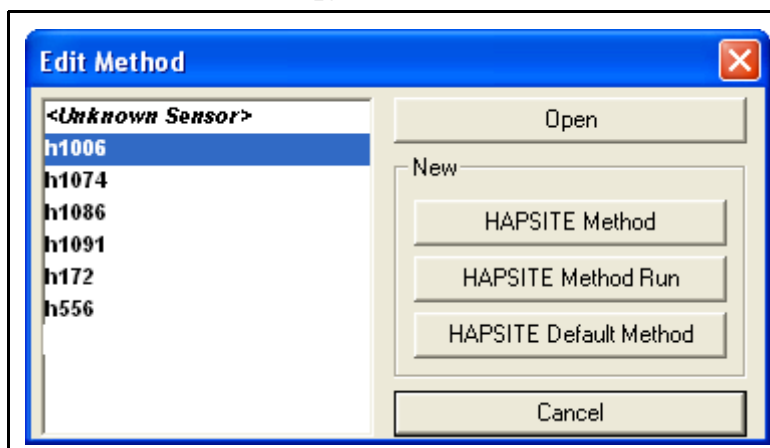 Edit Method
<Unknown Sensor>
h1006
h1074
h1086
h1091
h172
h556
Open
New
HAPSITE Method
HAPSITE Method Run
HAPSITE Default Method
Cancel